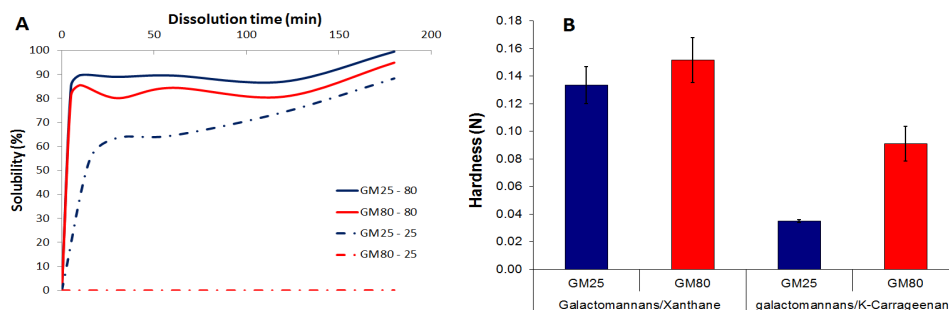 A
Dissolution time (min)
0 50 100 150 200
100
90
80
70
60
50
40
30
20
10
0
Solubility (%)
GM25 - 80
GM80 - 80
GM25 - 25
GM80 - 25
B
0.18
0.16
0.14
0.12
0.10
0.08
0.06
0.04
0.02
0.00
Hardness (N)
GM25 GM80 GM25 GM80
Galactomannans/Xanthane galactomannans/K-Carrageenan